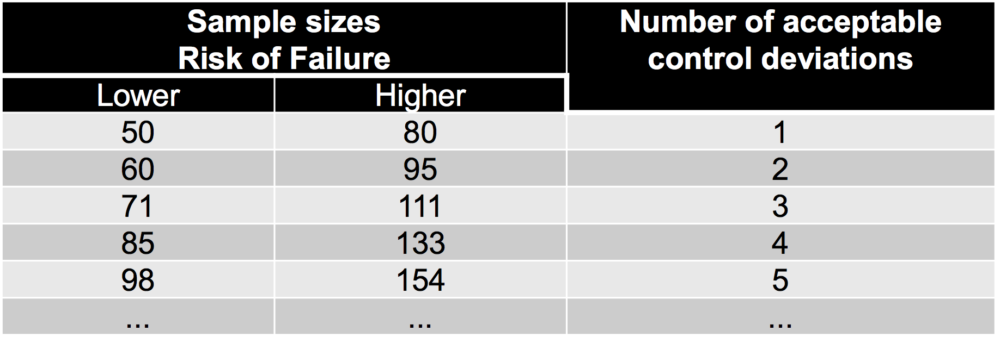 Sample sizes
Risk of Failure
Number of acceptable
control deviations
Lower Higher
50 80 1
60 95 2
71 111 3
85 133 4
98 154 5
... ... ...